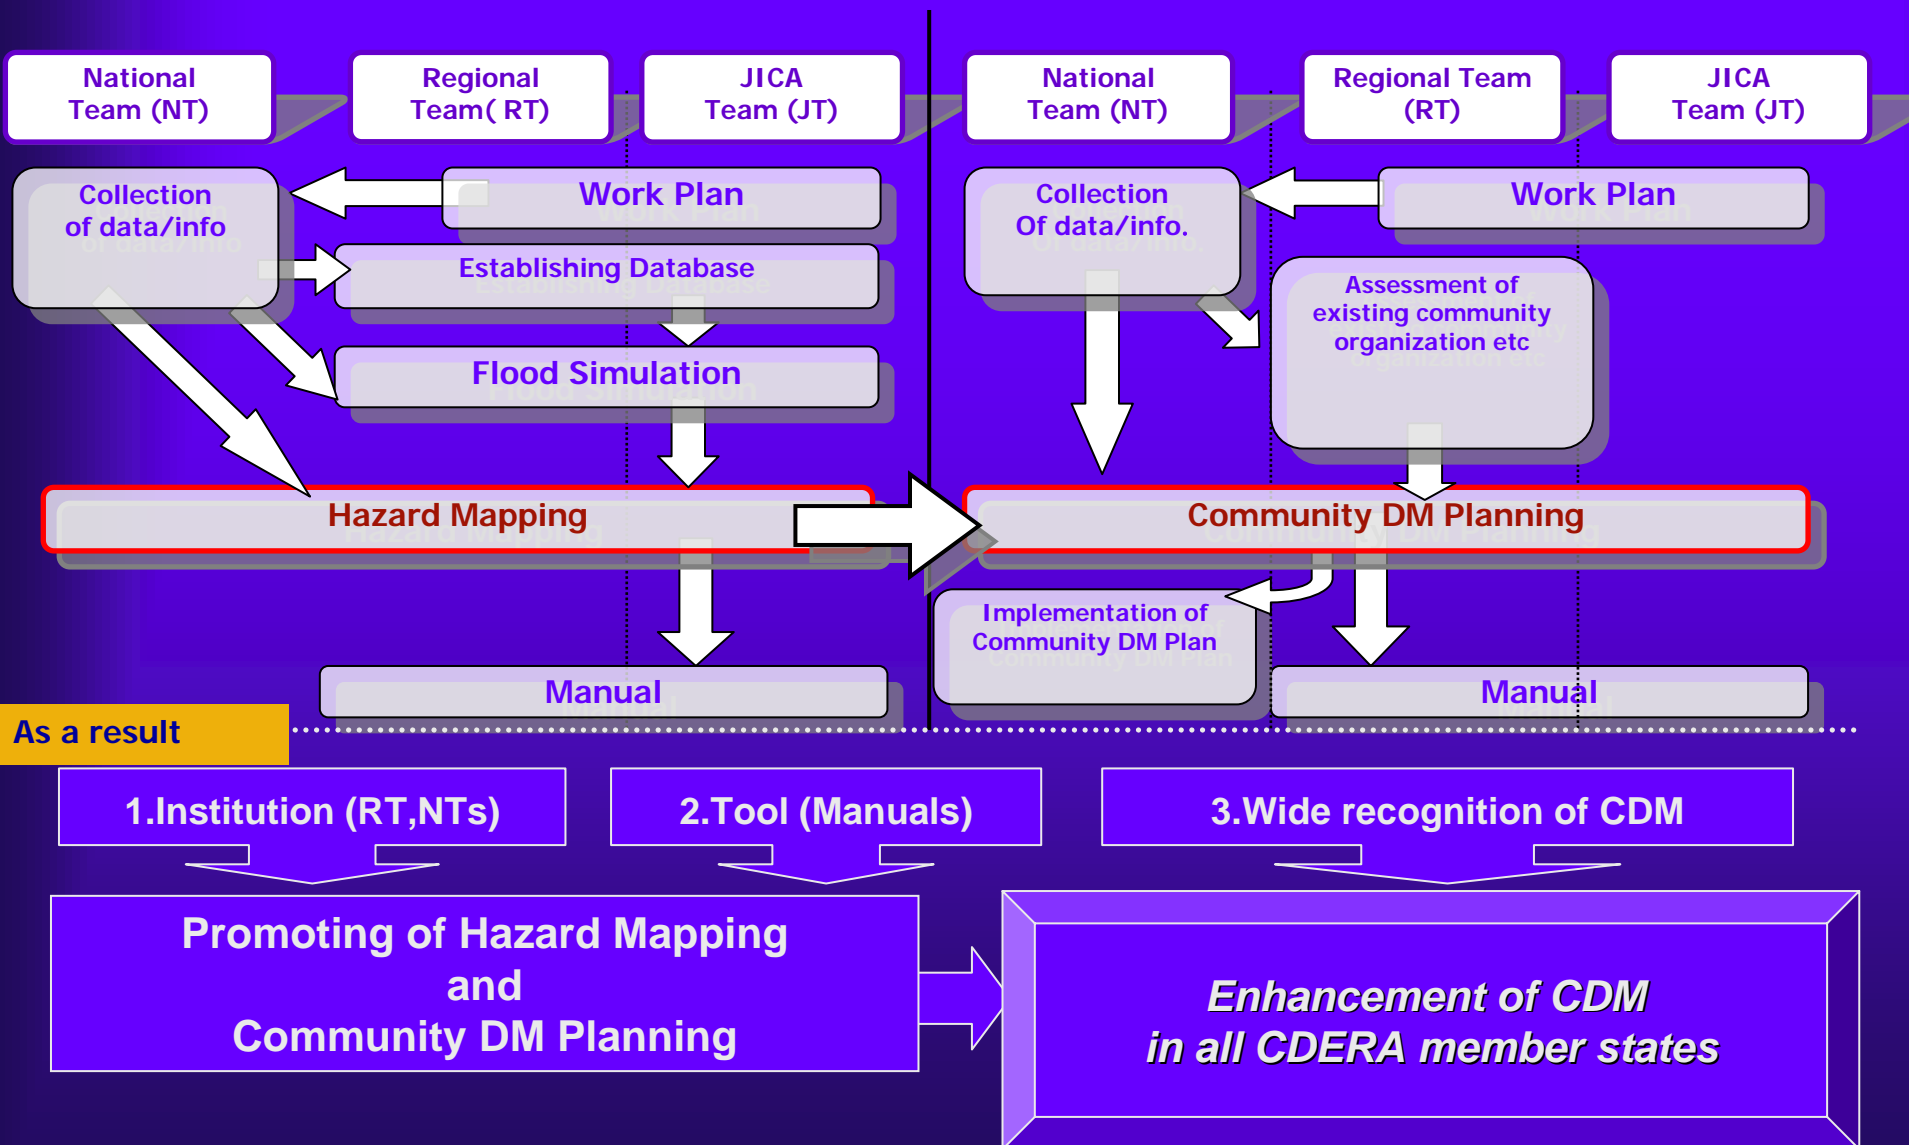 National
Team (NT)
Regional
Team( RT)
JICA
Team (JT)
National
Team (NT)
Regional Team
(RT)
JICA
Team (JT)
Collection
of data/info
Work Plan
Establishing Database
Flood Simulation
Hazard Mapping
Manual
Collection
Of data/info.
Work Plan
Assessment of
existing community
organization etc
Community DM Planning
Implementation of
Community DM Plan
Manual
As a result
1.Institution (RT,NTs)
2.Tool (Manuals)
3.Wide recognition of CDM
Promoting of Hazard Mapping
and
Community DM Planning
Enhancement of CDM
in all CDERA member states